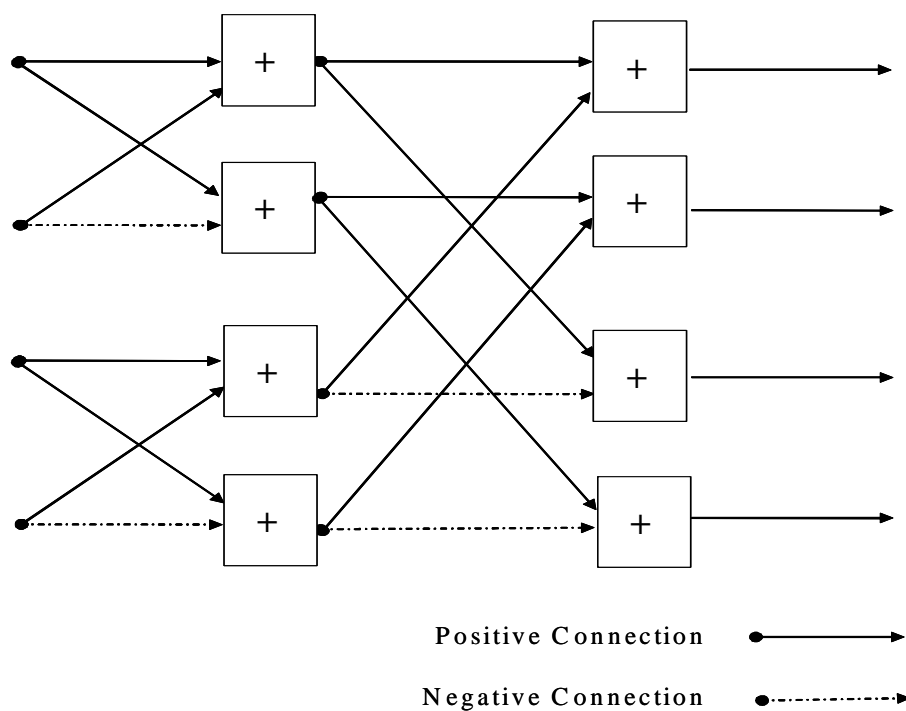 + +
+ +
+ +
+ +
Positive Connection
Negative Connection